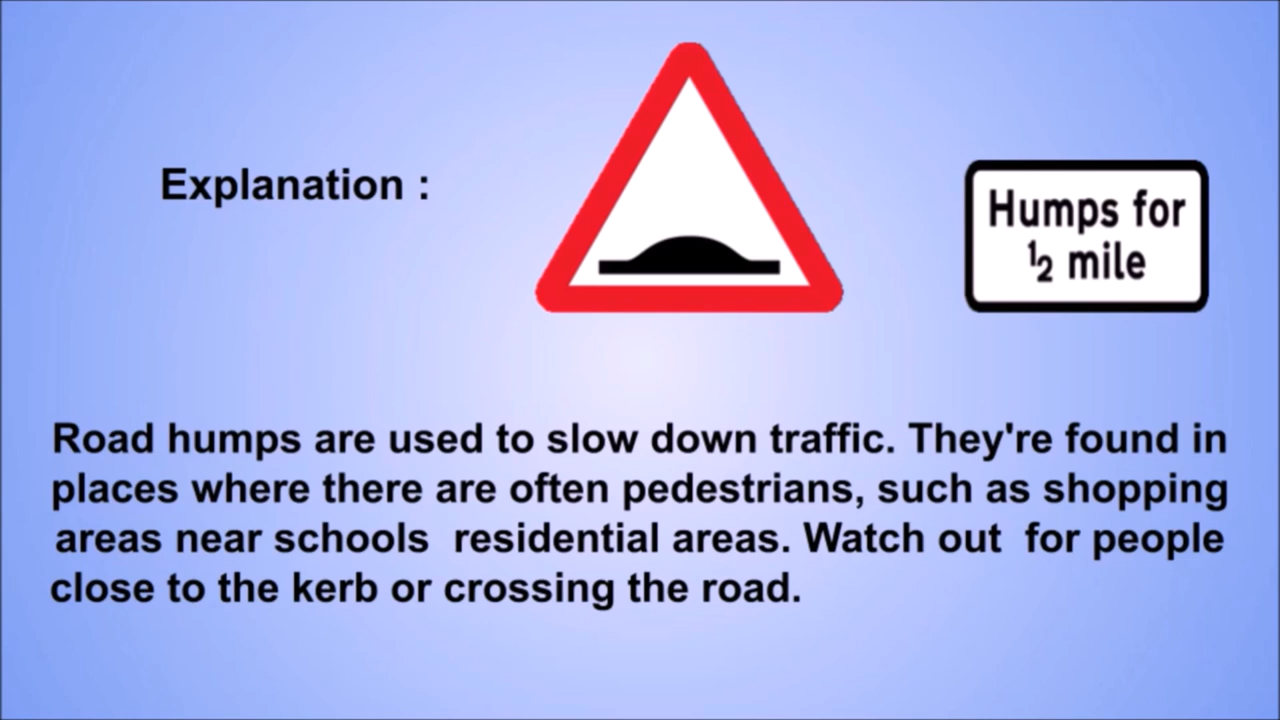 Explanation :
Humps for
½ mile
Road humps are used to slow down traffic. They're found in
places where there are often pedestrians, such as shopping
areas near schools  residential areas. Watch out  for people
close to the kerb or crossing the road.